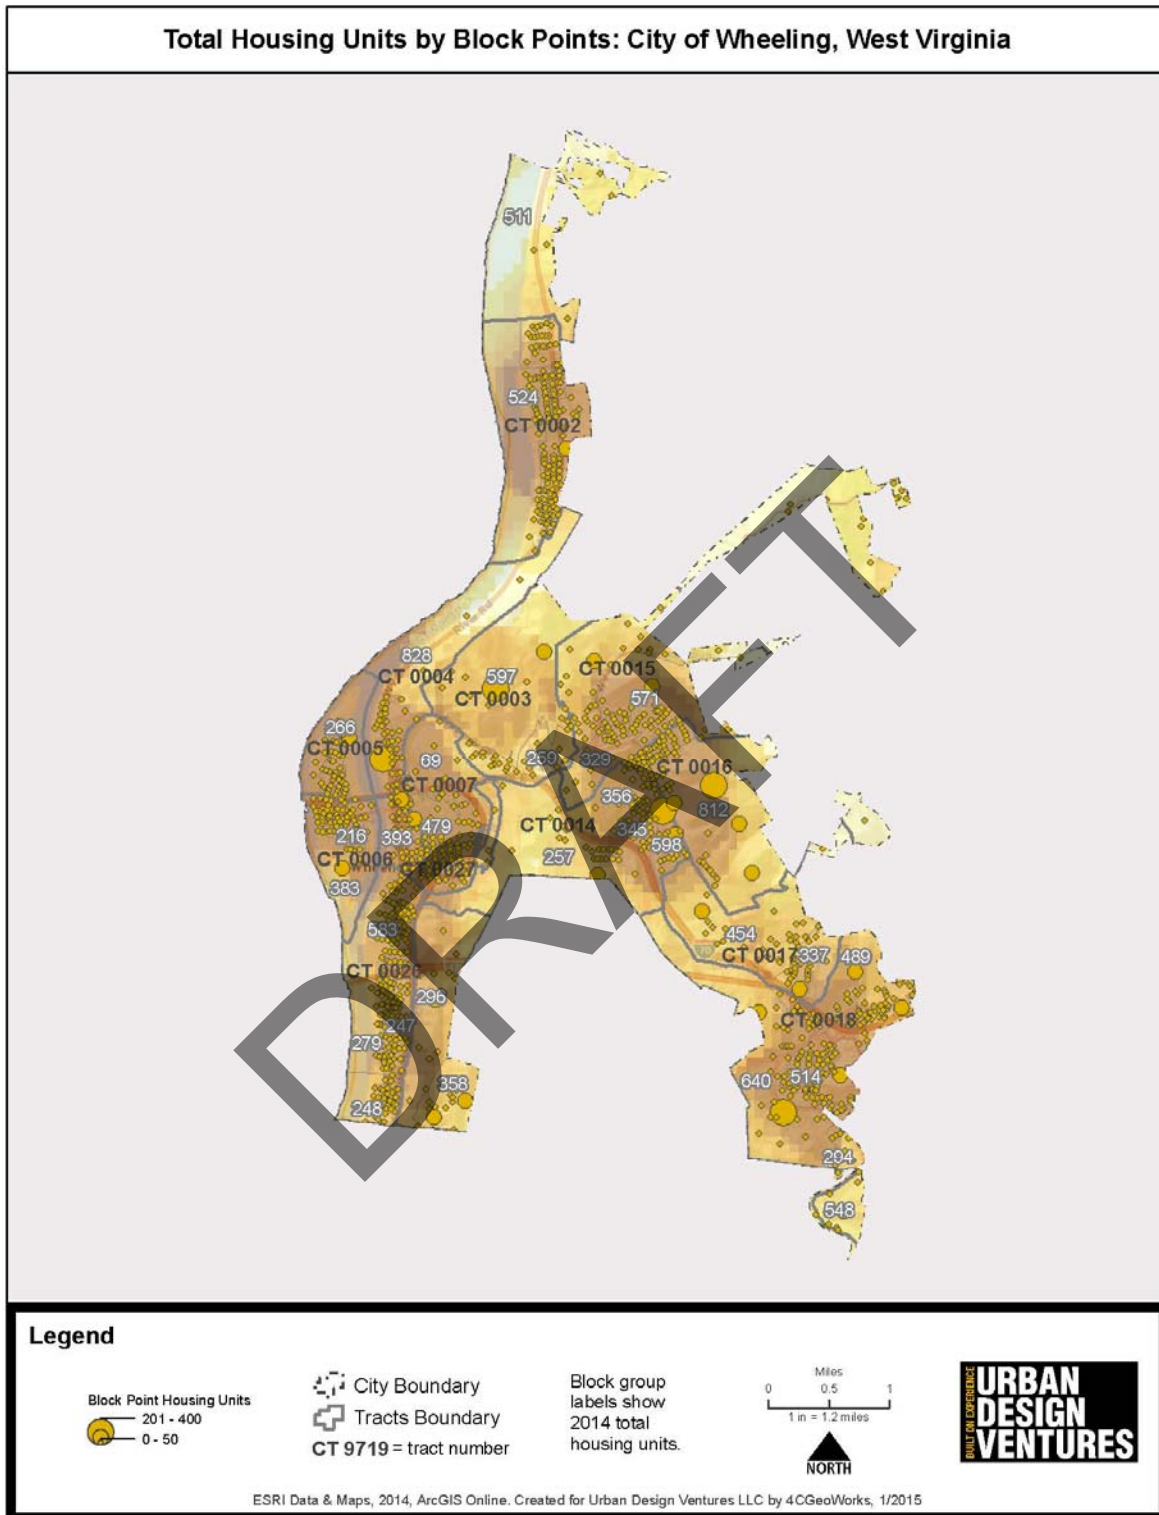 Total Housing Units by Block Points: City of Wheeling, West Virginia
511
524
CT 0002
River Rd
828
CT 0004
597
CT 0003
CT 0015
571
266
CT 0005
69
CT 0007
259
329
CT 0016
356
812
216
393
479
CT 0014
345
598
CT 0006
CT 0027
257
383
583
454
CT 0017
337
489
CT 0026
296
CT 0018
247
279
640
514
358
248
294
548
DRAFT
Legend
Block Point Housing Units
201 - 400
0 - 50
City Boundary
Tracts Boundary
CT 9719 = tract number
Block group
labels show
2014 total
housing units.
Miles
0 0.5 1
1 in = 1.2 miles
NORTH
BUILT ON EXPERIENCE
URBAN
DESIGN
VENTURES
ESRI Data & Maps, 2014, ArcGIS Online. Created for Urban Design Ventures LLC by 4CGeoWorks, 1/2015